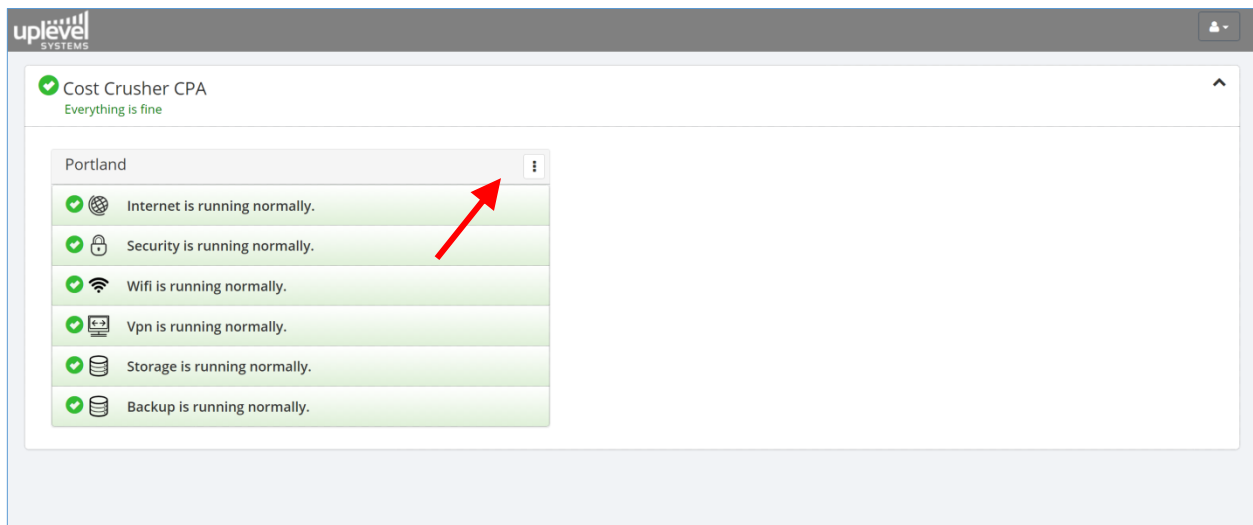 uplevel
SYSTEMS
Cost Crusher CPA
Everything is fine
Portland
Internet is running normally.
Security is running normally.
Wifi is running normally.
Vpn is running normally.
Storage is running normally.
Backup is running normally.